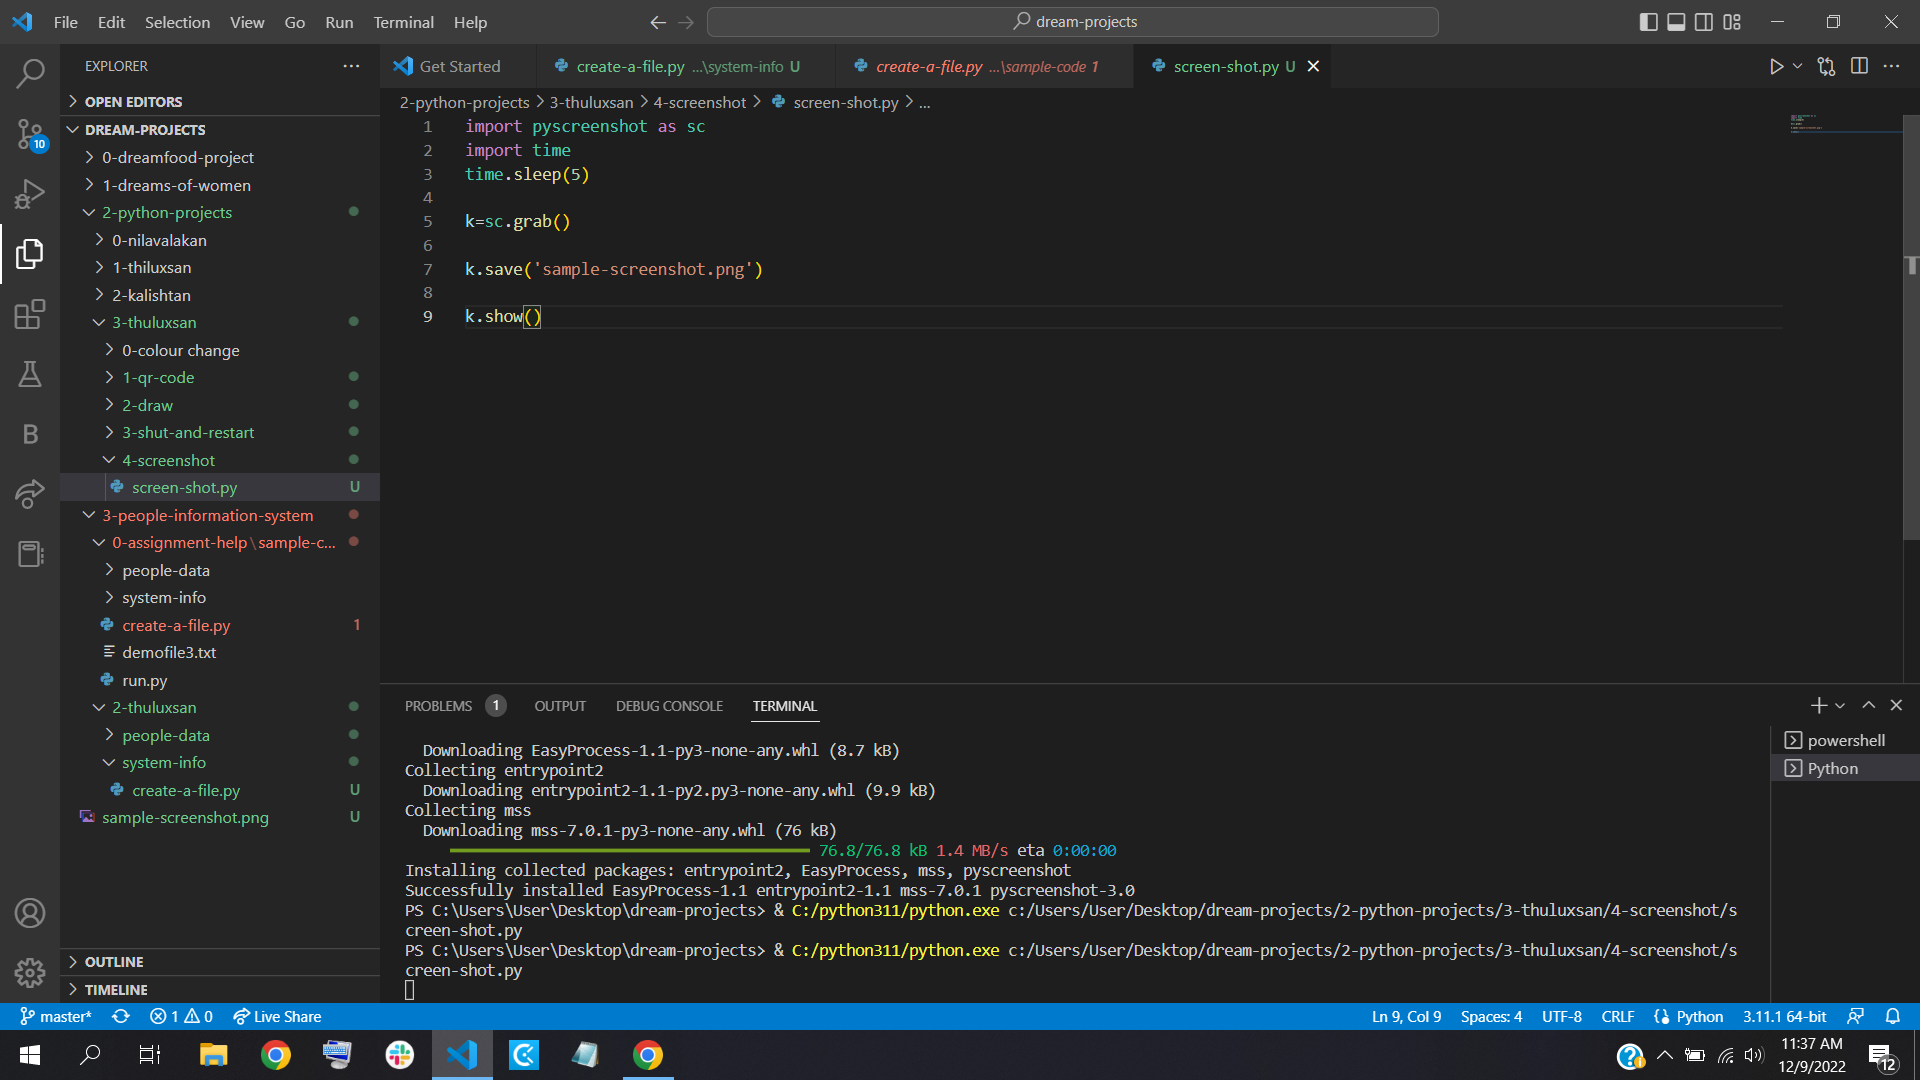 File Edit Selection View Go Run Terminal Help
dream-projects
EXPLORER
OPEN EDITORS
DREAM-PROJECTS
0-dreamfood-project
1-dreams-of-women
2-python-projects
0-nilavalakan
1-thiluxsan
2-kalishtan
3-thuluxsan
0-colour change
1-qr-code
2-draw
3-shut-and-restart
4-screenshot
screen-shot.py U
3-people-information-system
0-assignment-help\sample-c...
people-data
system-info
create-a-file.py 1
demofile3.txt
run.py
2-thuluxsan
people-data
system-info
create-a-file.py U
sample-screenshot.png U
OUTLINE
TIMELINE
10
B
Get Started
create-a-file.py ...\system-info U
create-a-file.py ...\sample-code 1
screen-shot.py U
2-python-projects > 3-thuluxsan > 4-screenshot > screen-shot.py > ...
1 import pyscreenshot as sc
2 import time
3 time.sleep(5)
4
5 k=sc.grab()
6
7 k.save('sample-screenshot.png')
8
9 k.show()
PROBLEMS 1 OUTPUT DEBUG CONSOLE TERMINAL
Downloading EasyProcess-1.1-py3-none-any.whl (8.7 kB)
Collecting entrypoint2
Downloading entrypoint2-1.1-py2.py3-none-any.whl (9.9 kB)
Collecting mss
Downloading mss-7.0.1-py3-none-any.whl (76 kB)
76.8/76.8 kB 1.4 MB/s eta 0:00:00
Installing collected packages: entrypoint2, EasyProcess, mss, pyscreenshot
Successfully installed EasyProcess-1.1 entrypoint2-1.1 mss-7.0.1 pyscreenshot-3.0
PS C:\Users\User\Desktop\dream-projects> & C:/python311/python.exe c:/Users/User/Desktop/dream-projects/2-python-projects/3-thuluxsan/4-screenshot/s
creen-shot.py
PS C:\Users\User\Desktop\dream-projects> & C:/python311/python.exe c:/Users/User/Desktop/dream-projects/2-python-projects/3-thuluxsan/4-screenshot/s
creen-shot.py
powershell
Python
master* 1 0 Live Share
Ln 9, Col 9 Spaces: 4 UTF-8 CRLF Python 3.11.1 64-bit
11:37 AM
12/9/2022
12